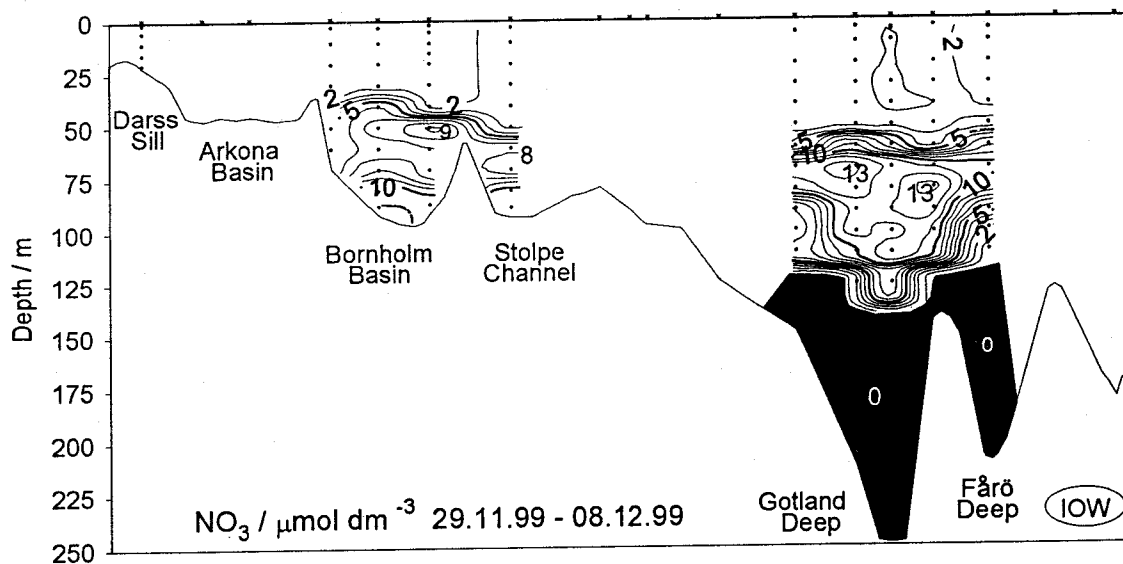 0
25
50
75
100
125
150
175
200
225
250
Depth / m
Darss
Sill
Arkona
Basin
Bornholm
Basin
Stolpe
Channel
Gotland
Deep
Fårö
Deep
IOW
2
5
2
9
8
10
2
5
10
13
13
5
10
5
2
0
0
NO3 / μmol dm -3 29.11.99 - 08.12.99